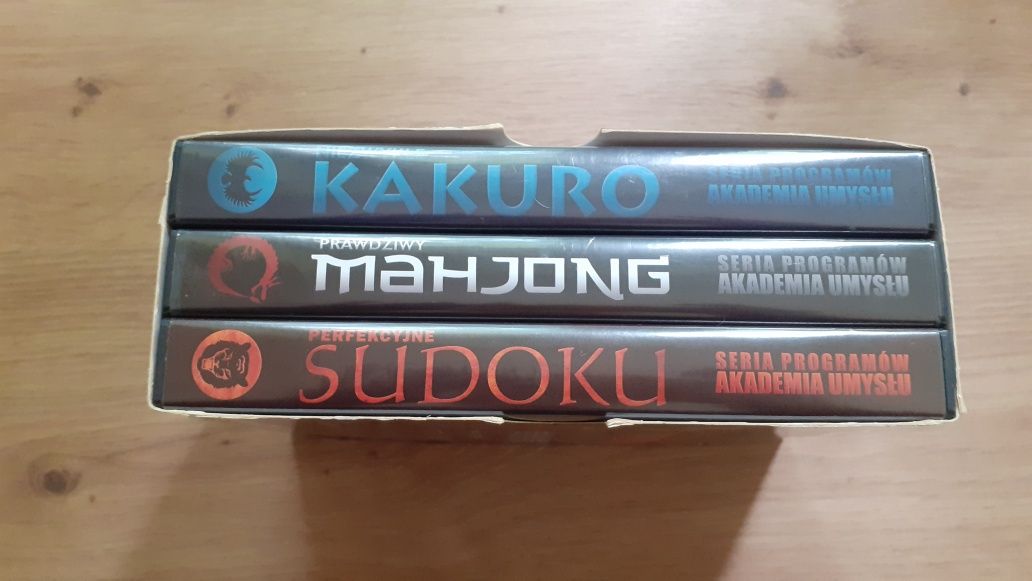 KAKURO
SERIA PROGRAMÓW
AKADEMIA UMYSŁU
PRAWDZIWY
MAHJONG
SERIA PROGRAMÓW
AKADEMIA UMYSŁU
PERFEKCYJNE
SUDOKU
SERIA PROGRAMÓW
AKADEMIA UMYSŁU